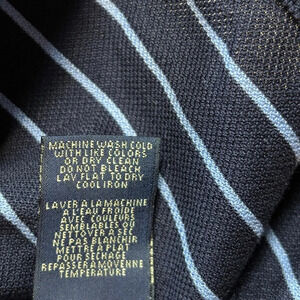 MACHINE WASH COLD
WITH LIKE COLORS
OR DRY CLEAN
DO NOT BLEACH
LAY FLAT TO DRY
COOL IRON
LAVER À LA MACHINE
A L'EAU FROIDE
AVEC COULEURS
SEMBLABLES OU
NETTOYER A SEC
NE PAS BLANCHIR
METTRE A PLAT
POUR SECHAGE
REPASSER A MOYENNE
TEMPERATURE